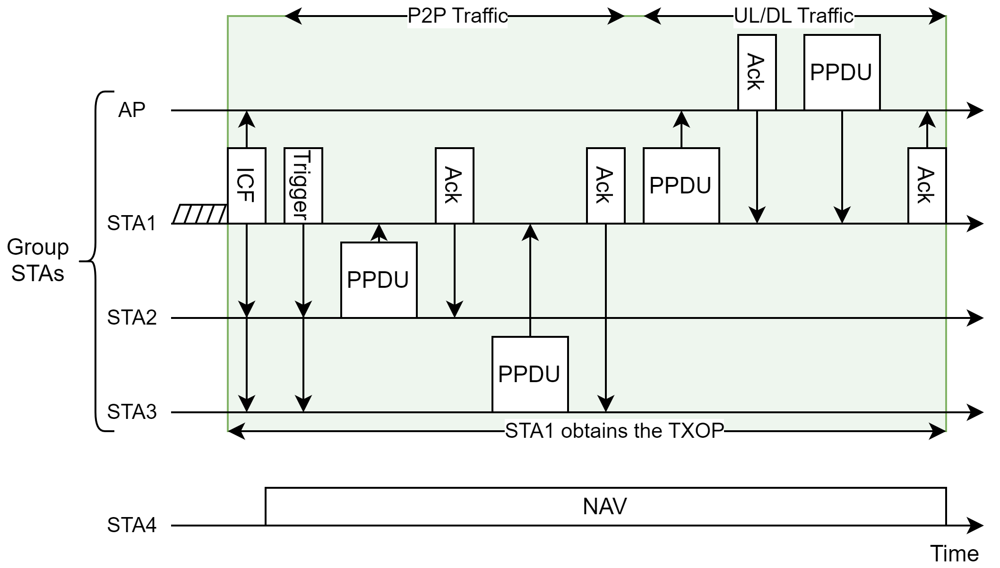 P2P Traffic
UL/DL Traffic
Ack
PPDU
AP
ICF
Trigger
Ack
Ack
PPDU
Ack
STA1
Group
STAs
PPDU
STA2
PPDU
STA3
STA1 obtains the TXOP
NAV
STA4
Time